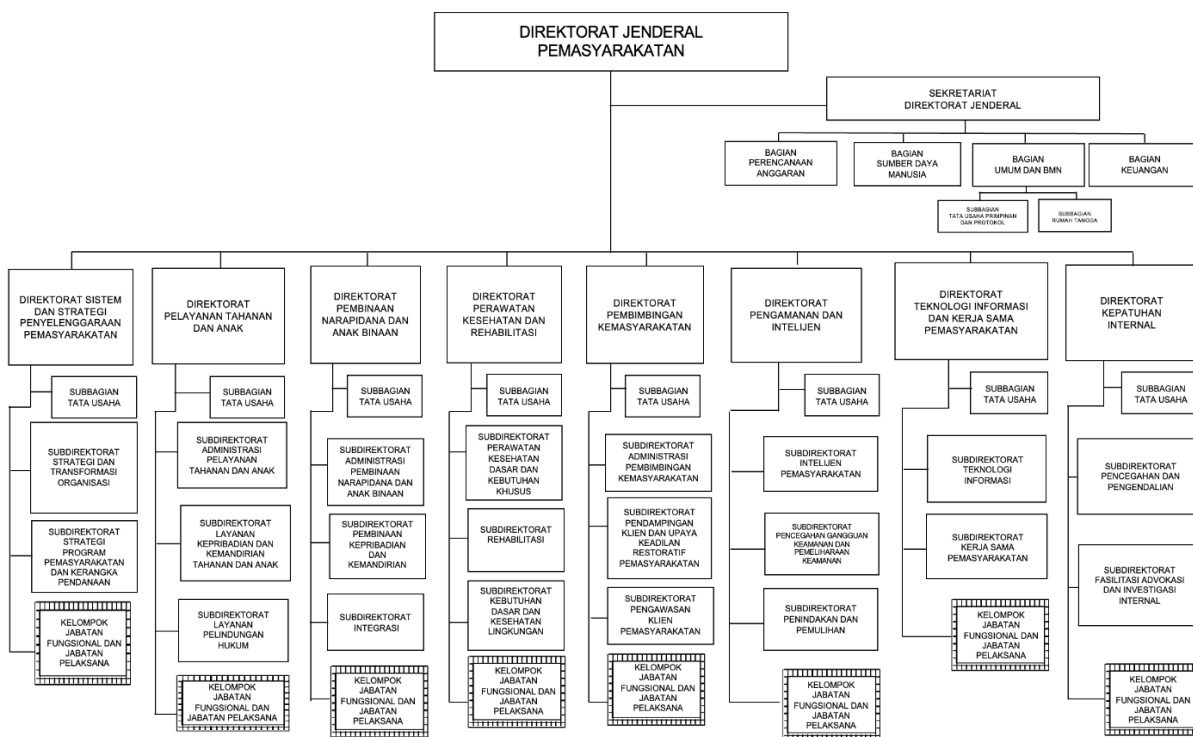 DIREKTORAT JENDERAL
PEMASYARAKATAN
SEKRETARIAT
DIREKTORAT JENDERAL
BAGIAN
PERENCANAAN
ANGGARAN
BAGIAN
SUMBER DAYA
MANUSIA
BAGIAN
UMUM DAN BMN
BAGIAN
KEUANGAN
SUBBAGIAN
TATA USAHA PRIMPINAN
DAN PROTOKOL
SUBBAGIAN
RUMAH TANGGA
DIREKTORAT SISTEM
DAN STRATEGI
PENYELENGGARAAN
PEMASYARAKATAN
DIREKTORAT
PELAYANAN TAHANAN
DAN ANAK
DIREKTORAT
PEMBINAAN
NARAPIDANA DAN
ANAK BINAAN
DIREKTORAT
PERAWATAN
KESEHATAN DAN
REHABILITASI
DIREKTORAT
PEMBIMBINGAN
KEMASYARAKATAN
DIREKTORAT
PENGAMANAN DAN
INTELIJEN
DIREKTORAT
TEKNOLOGI INFORMASI
DAN KERJA SAMA
PEMASYARAKATAN
DIREKTORAT
KEPATUHAN
INTERNAL
SUBBAGIAN
TATA USAHA
SUBDIREKTORAT
STRATEGI DAN
TRANSFORMASI
ORGANISASI
SUBDIREKTORAT
STRATEGI
PROGRAM
PEMASYARAKATAN
DAN KERANGKA
PENDANAAN
KELOMPOK
JABATAN
FUNGSIONAL DAN
JABATAN
PELAKSANA
SUBBAGIAN
TATA USAHA
SUBDIREKTORAT
ADMINISTRASI
PELAYANAN
TAHANAN DAN ANAK
SUBDIREKTORAT
LAYANAN
KEPRIBADIAN DAN
KEMANDIRIAN
TAHANAN DAN ANAK
SUBDIREKTORAT
LAYANAN
PELINDUNGAN
HUKUM
KELOMPOK
JABATAN
FUNGSIONAL DAN
JABATAN PELAKSANA
SUBBAGIAN
TATA USAHA
SUBDIREKTORAT
ADMINISTRASI
PEMBINAAN
NARAPIDANA DAN
ANAK BINAAN
SUBDIREKTORAT
PEMBINAAN
KEPRIBADIAN
DAN
KEMANDIRIAN
SUBDIREKTORAT
INTEGRASI
KELOMPOK
JABATAN
FUNGSIONAL DAN
JABATAN
PELAKSANA
SUBBAGIAN
TATA USAHA
SUBDIREKTORAT
PERAWATAN
KESEHATAN
DASAR DAN
KEBUTUHAN
KHUSUS
SUBDIREKTORAT
REHABILITASI
SUBDIREKTORAT
KEBUTUHAN
DASAR DAN
KESEHATAN
LINGKUNGAN
KELOMPOK
JABATAN
FUNGSIONAL DAN
JABATAN
PELAKSANA
SUBBAGIAN
TATA USAHA
SUBDIREKTORAT
ADMINISTRASI
PEMBIMBINGAN
KEMASYARAKATAN
SUBDIREKTORAT
PENDAMPINGAN
KLIEN DAN UPAYA
KEADILAN
RESTORATIF
PEMASYARAKATAN
SUBDIREKTORAT
PENGAWASAN
KLIEN
PEMASYARAKATAN
KELOMPOK
JABATAN
FUNGSIONAL DAN
JABATAN
PELAKSANA
SUBBAGIAN
TATA USAHA
SUBDIREKTORAT
INTELIJEN
PEMASYARAKATAN
SUBDIREKTORAT
PENCEGAHAN GANGGUAN
KEAMANAN DAN
PEMELIHARAAN
KEAMANAN
SUBDIREKTORAT
PENINDAKAN DAN
PEMULIHAN
KELOMPOK
JABATAN
FUNGSIONAL DAN
JABATAN
PELAKSANA
SUBBAGIAN
TATA USAHA
SUBDIREKTORAT
TEKNOLOGI
INFORMASI
SUBDIREKTORAT
KERJA SAMA
PEMASYARAKATAN
KELOMPOK
JABATAN
FUNGSIONAL DAN
JABATAN
PELAKSANA
SUBBAGIAN
TATA USAHA
SUBDIREKTORAT
PENCEGAHAN DAN
PENGENDALIAN
SUBDIREKTORAT
FASILITASI ADVOKASI
DAN INVESTIGASI
INTERNAL
KELOMPOK
JABATAN
FUNGSIONAL DAN
JABATAN
PELAKSANA